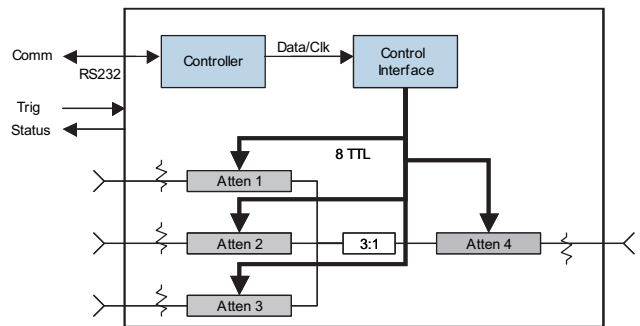 Comm
RS232
Controller
Data/Clk
Control
Interface
Trig
Status
8 TTL
Atten 1
Atten 2
3:1
Atten 4
Atten 3